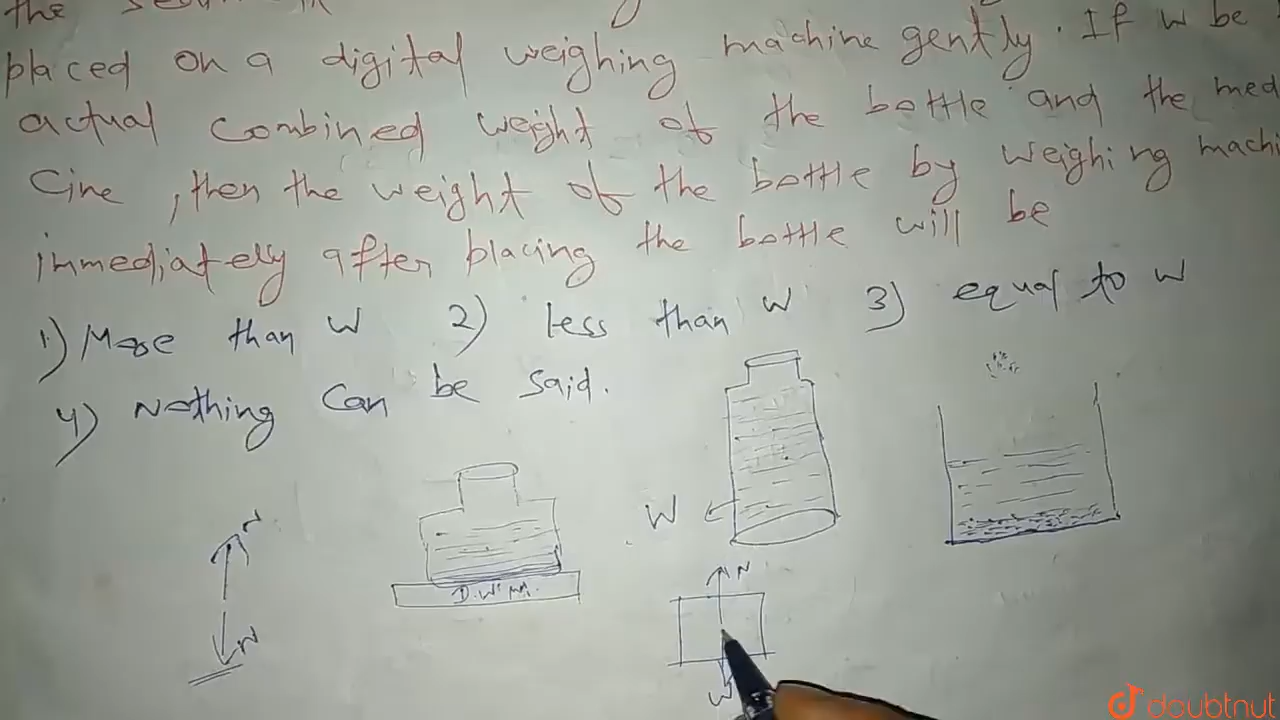 the
placed on a digital weighing machine gently. If W be
actual combined weight of the bottle and the med
cine, then the weight of the bottle by weighing machi
immediately after placing the bottle will be
1) More than W 2) less than W 3) equal to W
4) Nothing can be said.
W
N
D.W.M.
N
N
W
doubtnut